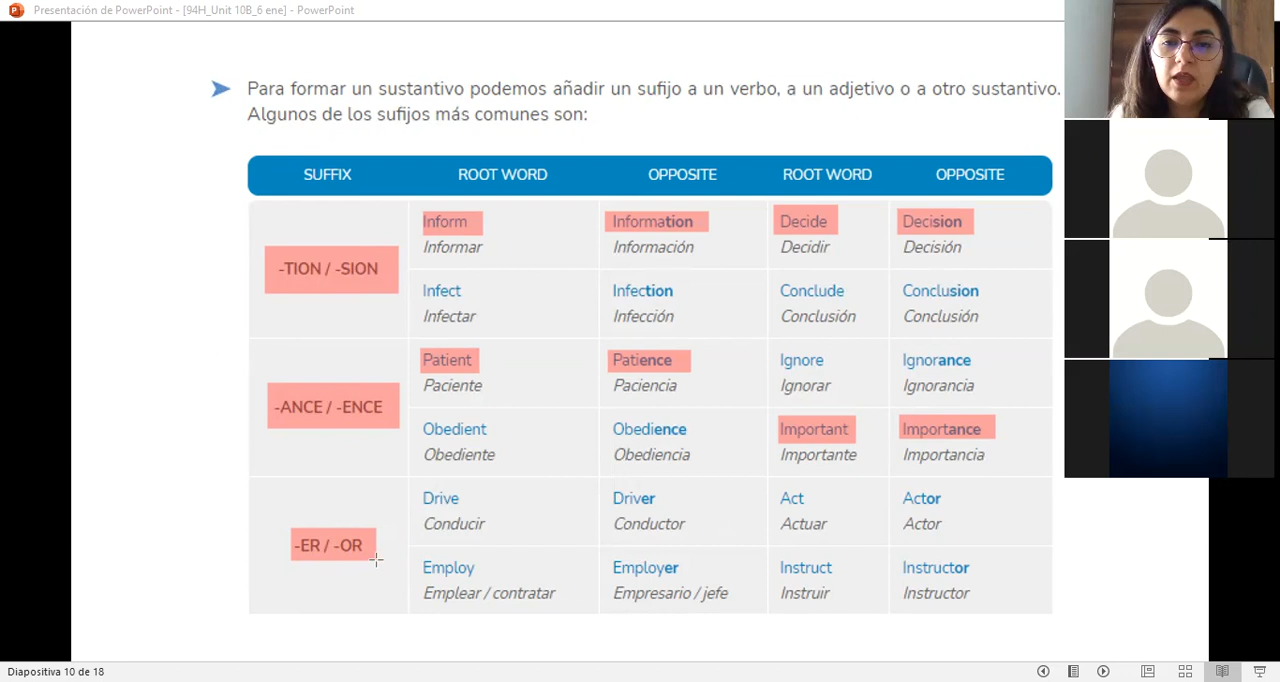 Presentación de PowerPoint - [94H_Unit 10B_6 ene] - PowerPoint
Para formar un sustantivo podemos añadir un sufijo a un verbo, a un adjetivo o a otro sustantivo.
Algunos de los sufijos más comunes son:
SUFFIX ROOT WORD OPPOSITE ROOT WORD OPPOSITE
-TION / -SION
Inform Information Decide Decision
Informar Información Decidir Decisión
Infect Infection Conclude Conclusion
Infectar Infección Conclusión Conclusión
-ANCE / -ENCE
Patient Patience Ignore Ignorance
Paciente Paciencia Ignorar Ignorancia
Obedient Obedience Important Importance
Obediente Obediencia Importante Importancia
-ER / -OR
Drive Driver Act Actor
Conducir Conductor Actuar Actor
Employ Employer Instruct Instructor
Emplear / contratar Empresario / jefe Instruir Instructor
Diapositiva 10 de 18